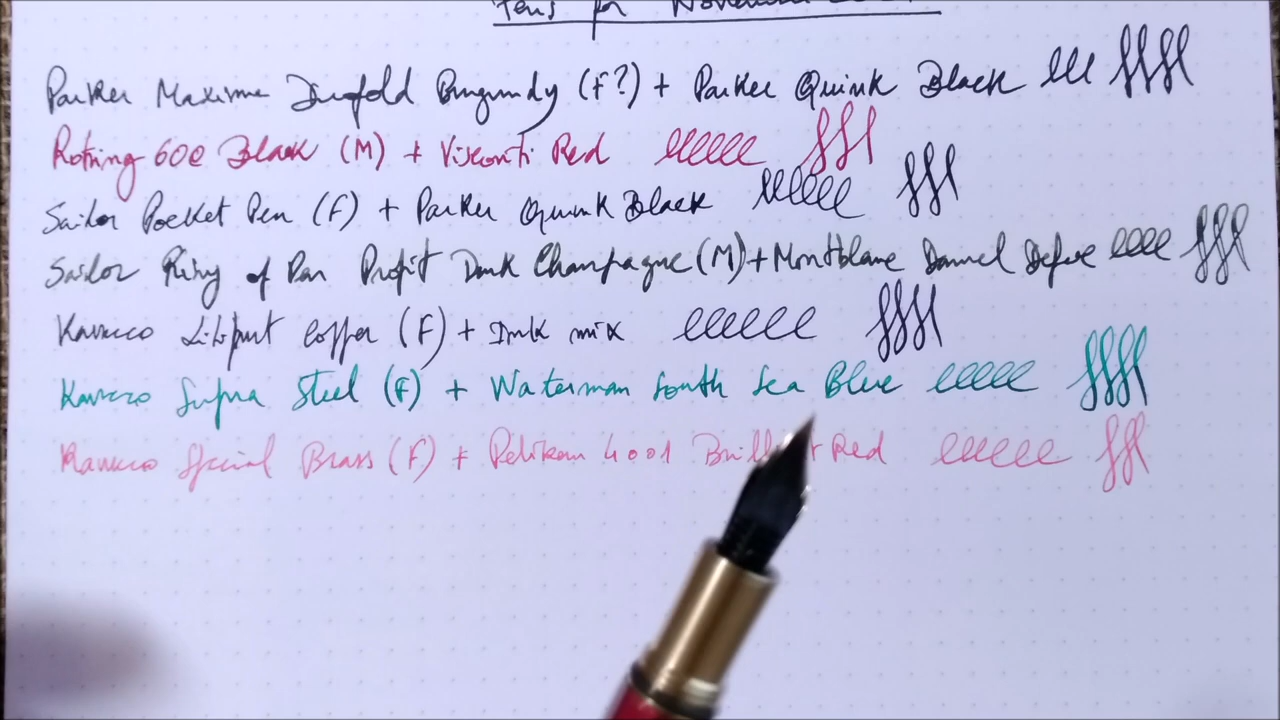 Pens for November
Parker Maxima Duofold Burgundy (F?) + Parker Quink Black
Rotring 600 Black (M) + Visconti Red
Sailor Pocket Pen (F) + Parker Quink Black
Sailor Ring of Pen Profit Dark Champagne (M) + Montblanc Daniel Defoe
Kaweco Liliput Copper (F) + Ink mix
Kaweco Supra Steel (F) + Waterman South Sea Blue
Kaweco Special Brass (F) + Pelikan 4001 Red